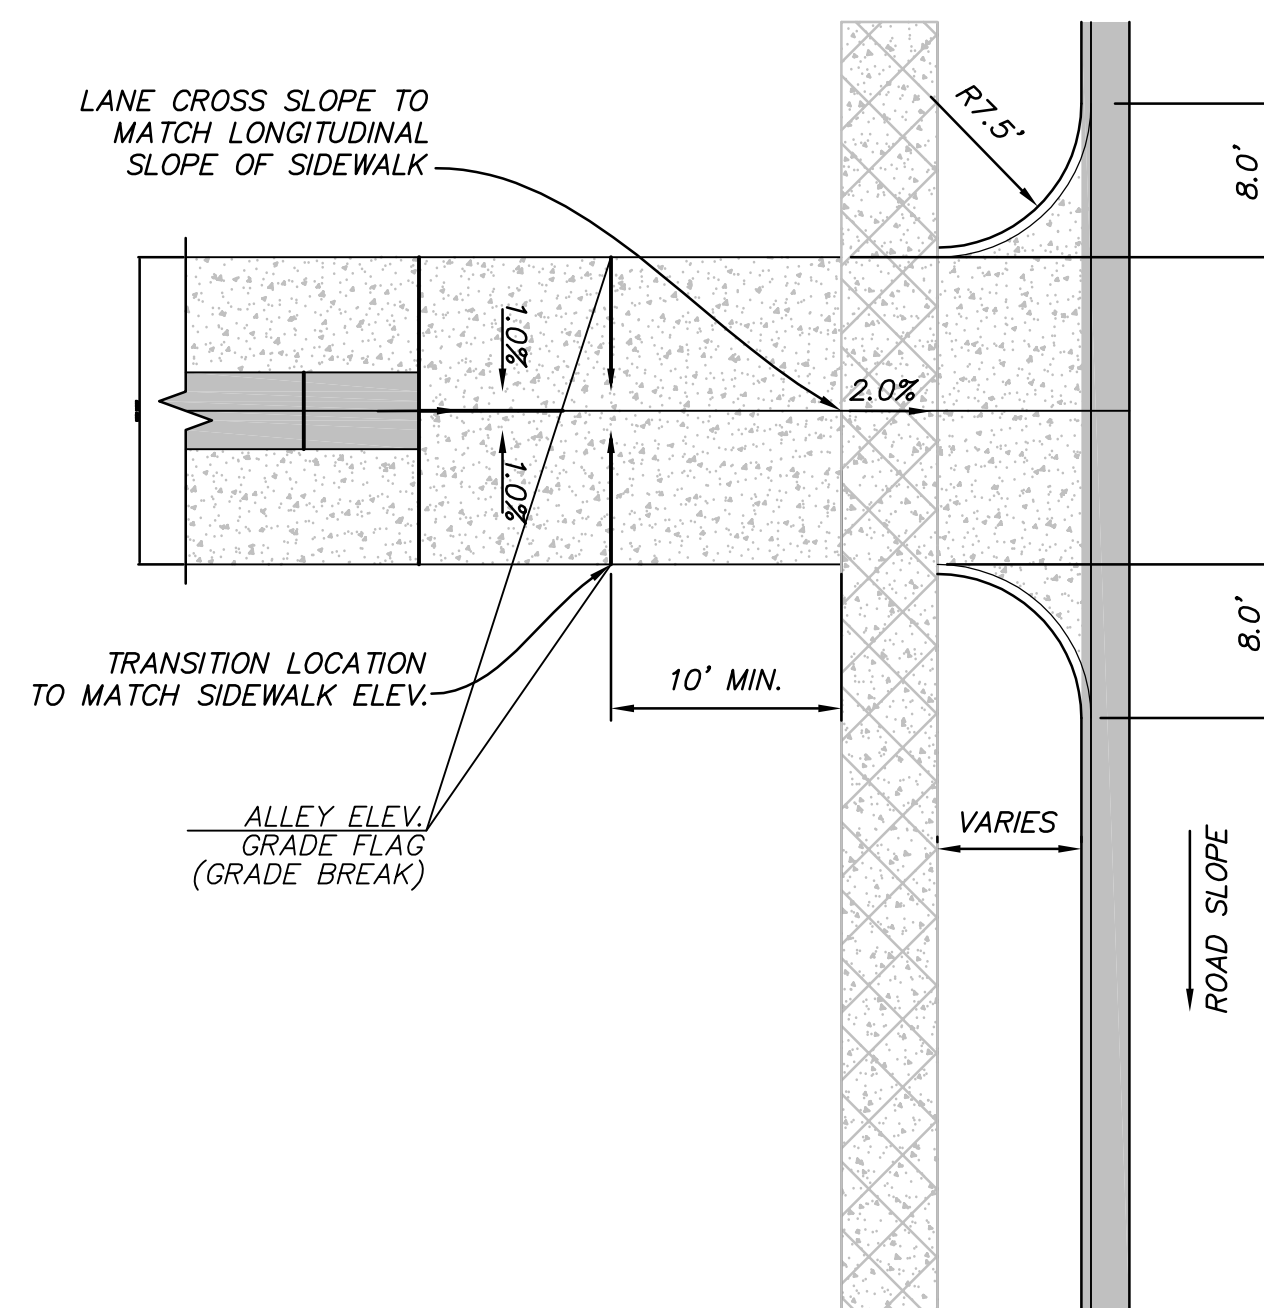 LANE CROSS SLOPE TO
MATCH LONGITUDINAL
SLOPE OF SIDEWALK
R7.5'
8.0'
1.0%
2.0%
1.0%
8.0'
TRANSITION LOCATION
TO MATCH SIDEWALK ELEV.
10' MIN.
ALLEY ELEV.
GRADE FLAG
(GRADE BREAK)
VARIES
ROAD SLOPE